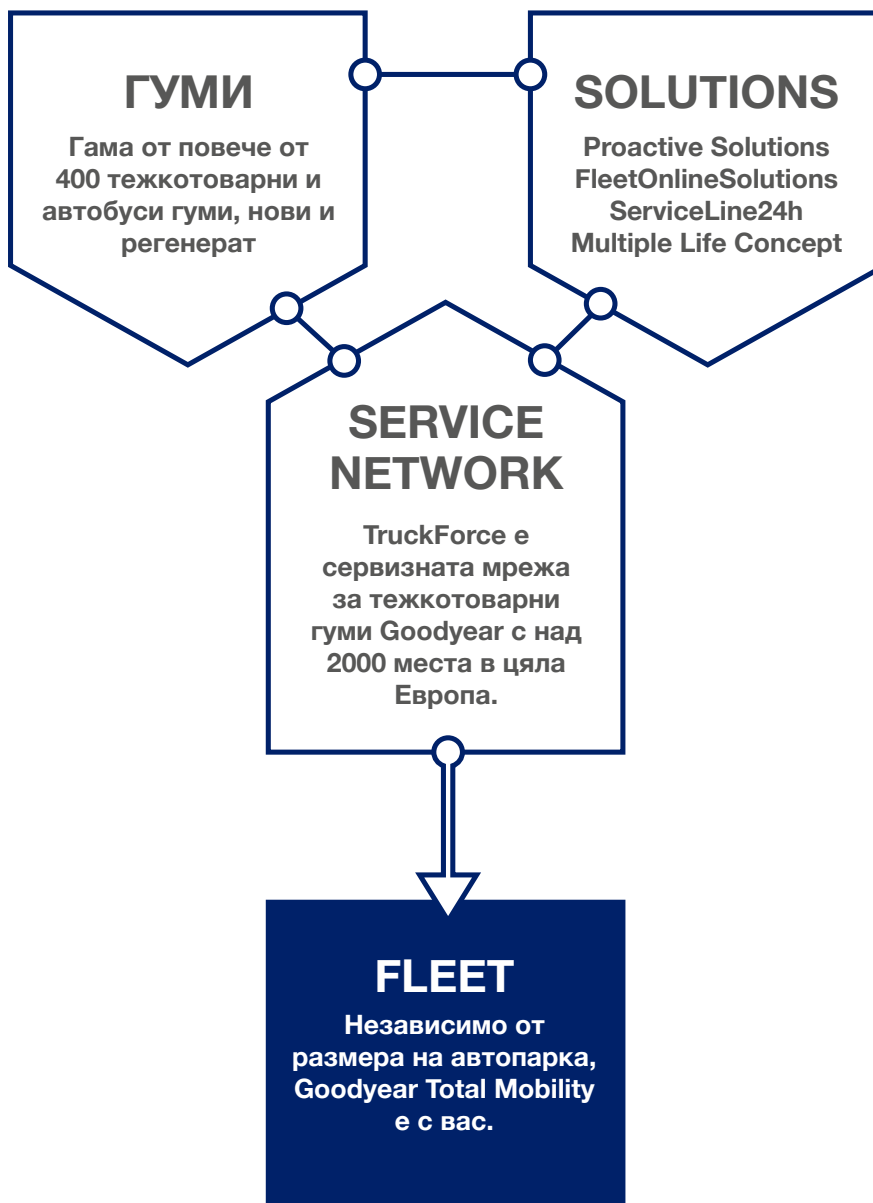 ГУМИ
Гама от повече от
400 тежкотоварни и
автобуси гуми, нови и
регенерат
SOLUTIONS
Proactive Solutions
FleetOnlineSolutions
ServiceLine24h
Multiple Life Concept
SERVICE
NETWORK
TruckForce е
сервизната мрежа
за тежкотоварни
гуми Goodyear с над
2000 места в цяла
Европа.
FLEET
Независимо от
размера на автопарка,
Goodyear Total Mobility
е с вас.